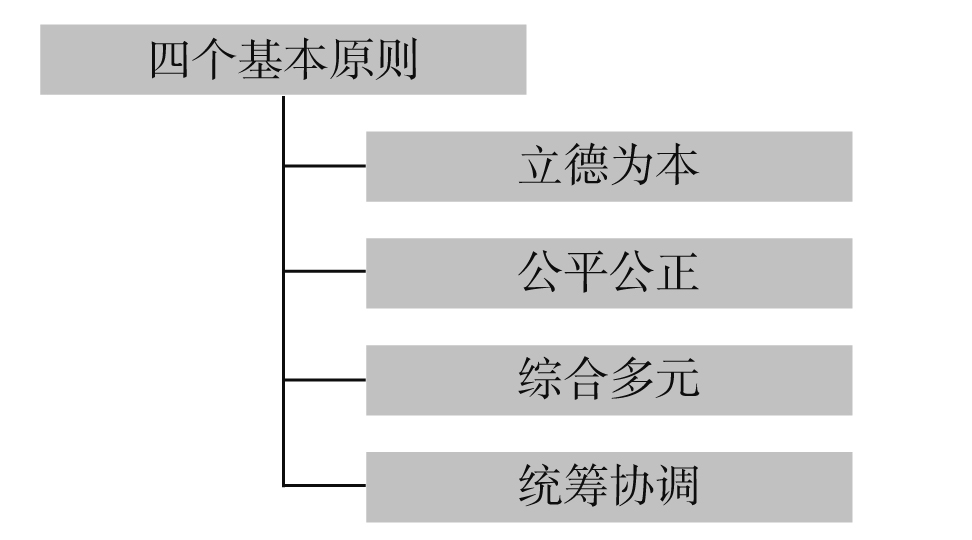 四个基本原则
立德为本
公平公正
综合多元
统筹协调